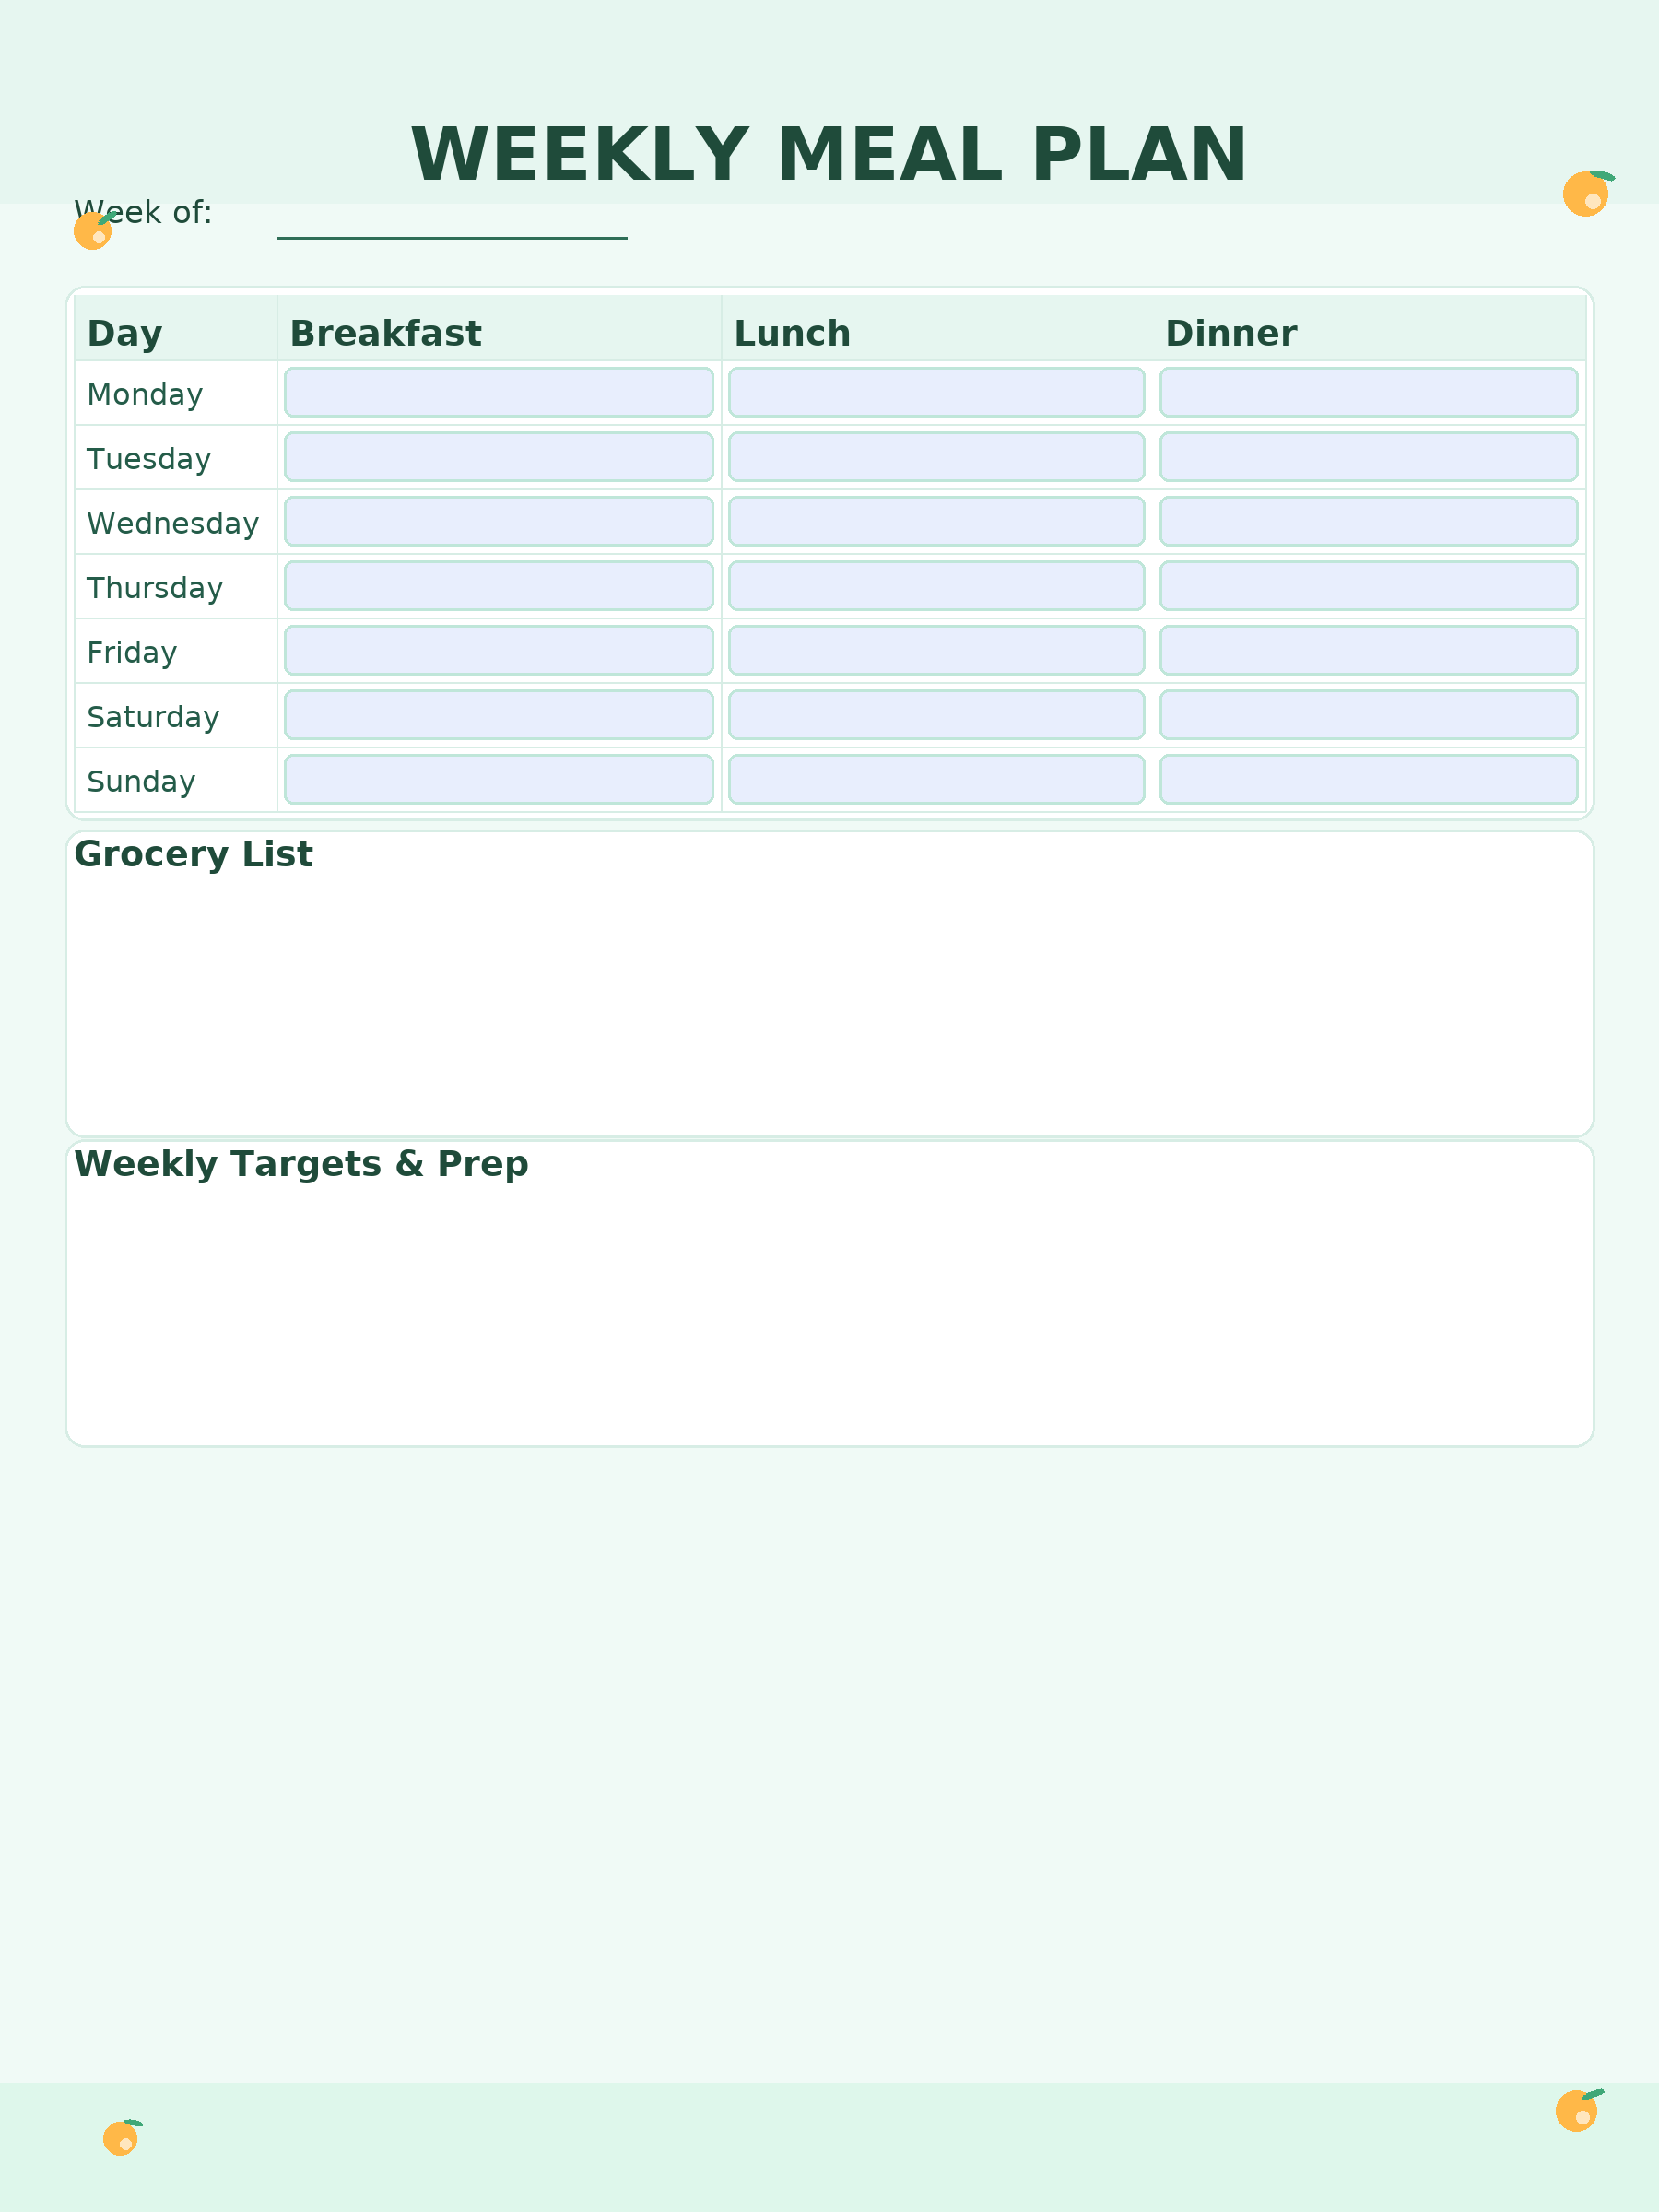 WEEKLY MEAL PLAN
Week of:
Day Breakfast Lunch Dinner
Monday
Tuesday
Wednesday
Thursday
Friday
Saturday
Sunday
Grocery List
Weekly Targets & Prep